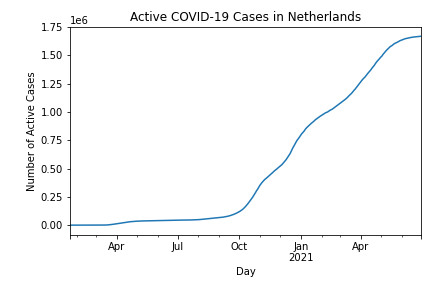 Active COVID-19 Cases in Netherlands
1e6
1.75
1.50
1.25
1.00
0.75
0.50
0.25
0.00
Number of Active Cases
Apr Jul Oct Jan Apr
2021
Day